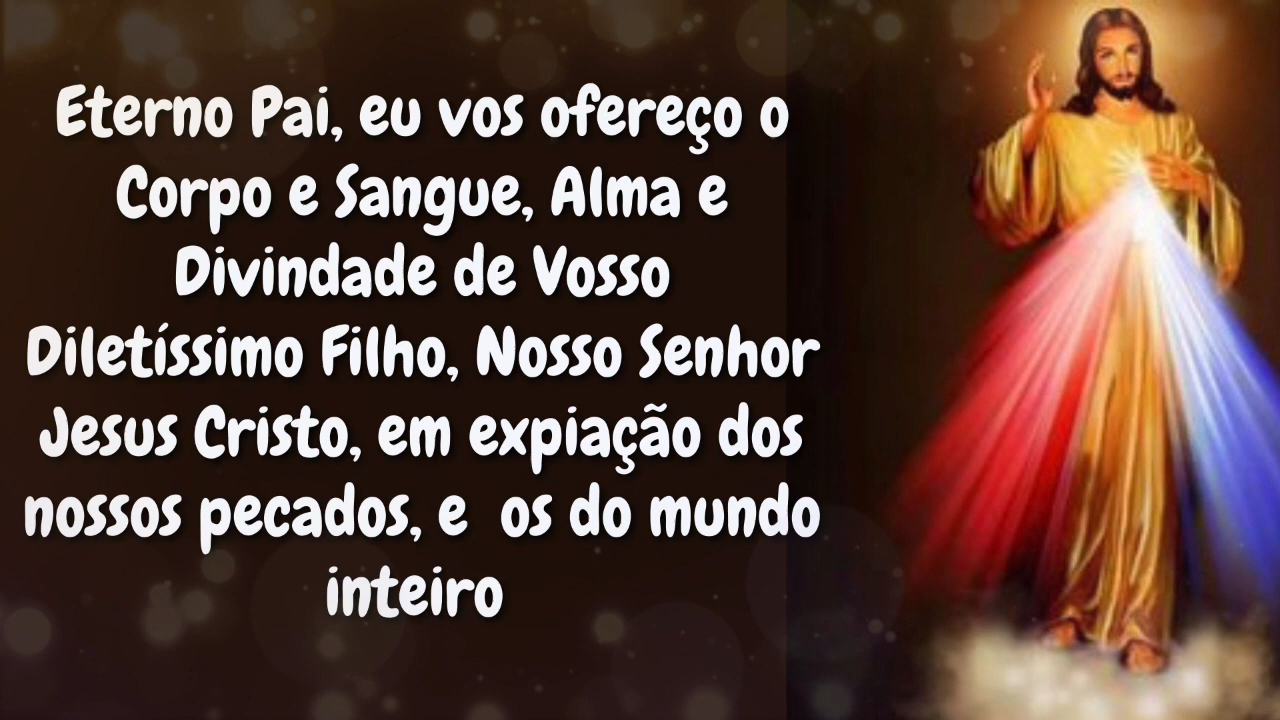 Eterno Pai, eu vos ofereço o
Corpo e Sangue, Alma e
Divindade de Vosso
Diletíssimo Filho, Nosso Senhor
Jesus Cristo, em expiação dos
nossos pecados, e  os do mundo
inteiro